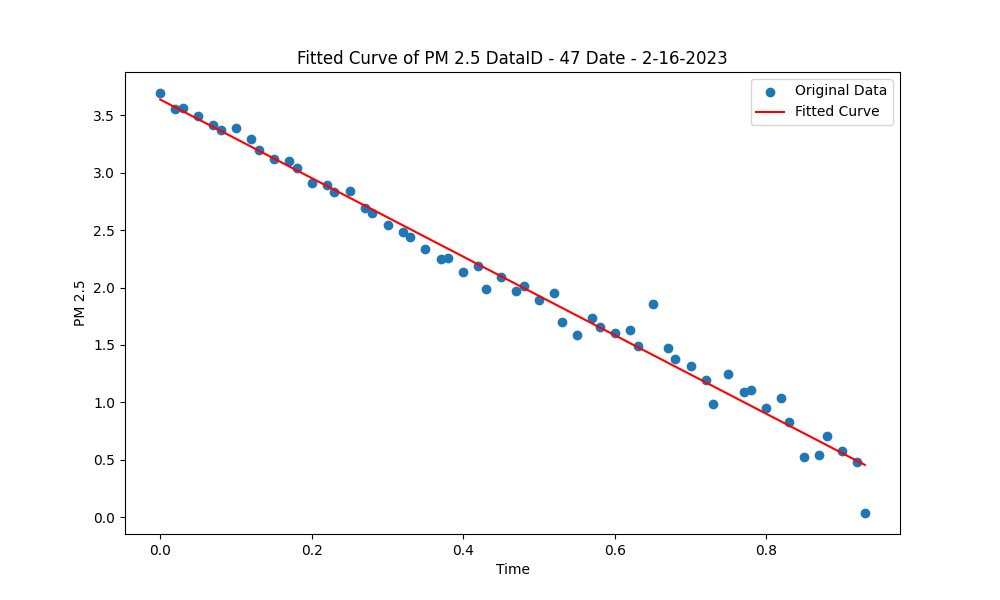 Fitted Curve of PM 2.5 DataID - 47 Date - 2-16-2023
Original Data
Fitted Curve
3.5
3.0
2.5
2.0
1.5
1.0
0.5
0.0
PM 2.5
0.0 0.2 0.4 0.6 0.8
Time